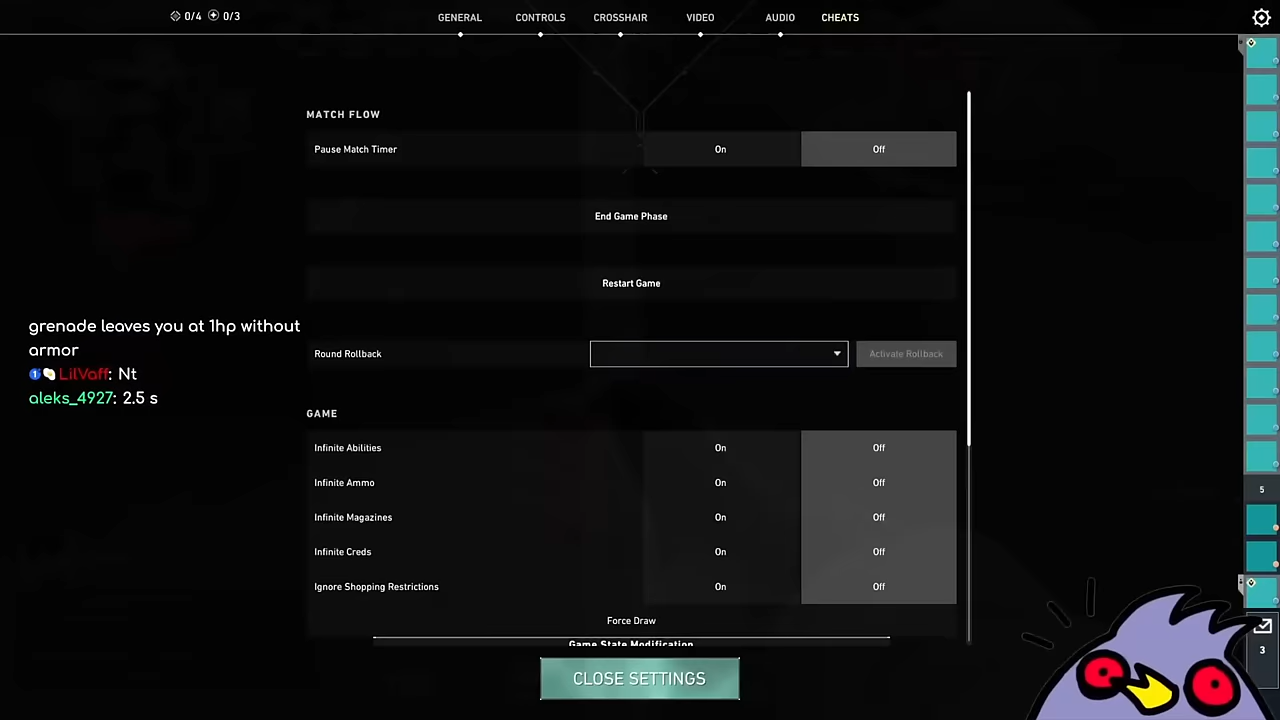 0/4 0/3
GENERAL CONTROLS CROSSHAIR VIDEO AUDIO CHEATS
MATCH FLOW
Pause Match Timer On Off
End Game Phase
Restart Game
grenade leaves you at 1hp without
armor
1 LilVaff: Nt
aleks_4927: 2.5 s
Round Rollback Activate Rollback
GAME
Infinite Abilities On Off
Infinite Ammo On Off
Infinite Magazines On Off
Infinite Creds On Off
Ignore Shopping Restrictions On Off
Force Draw
Game State Modification
CLOSE SETTINGS
5
3